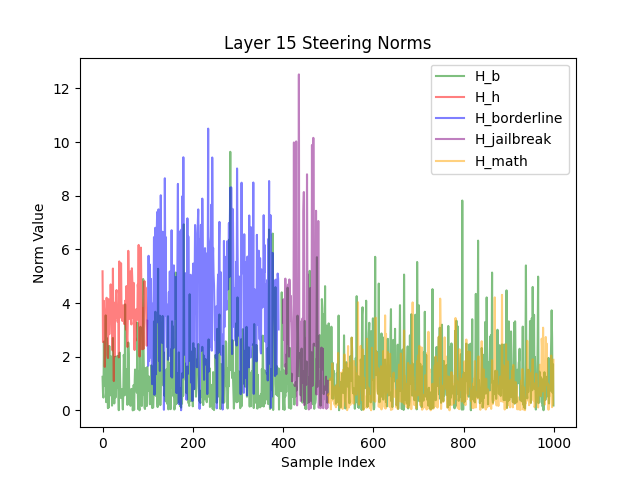 Layer 15 Steering Norms
H_b
H_h
H_borderline
H_jailbreak
H_math
Norm Value
12
10
8
6
4
2
0
0 200 400 600 800 1000
Sample Index